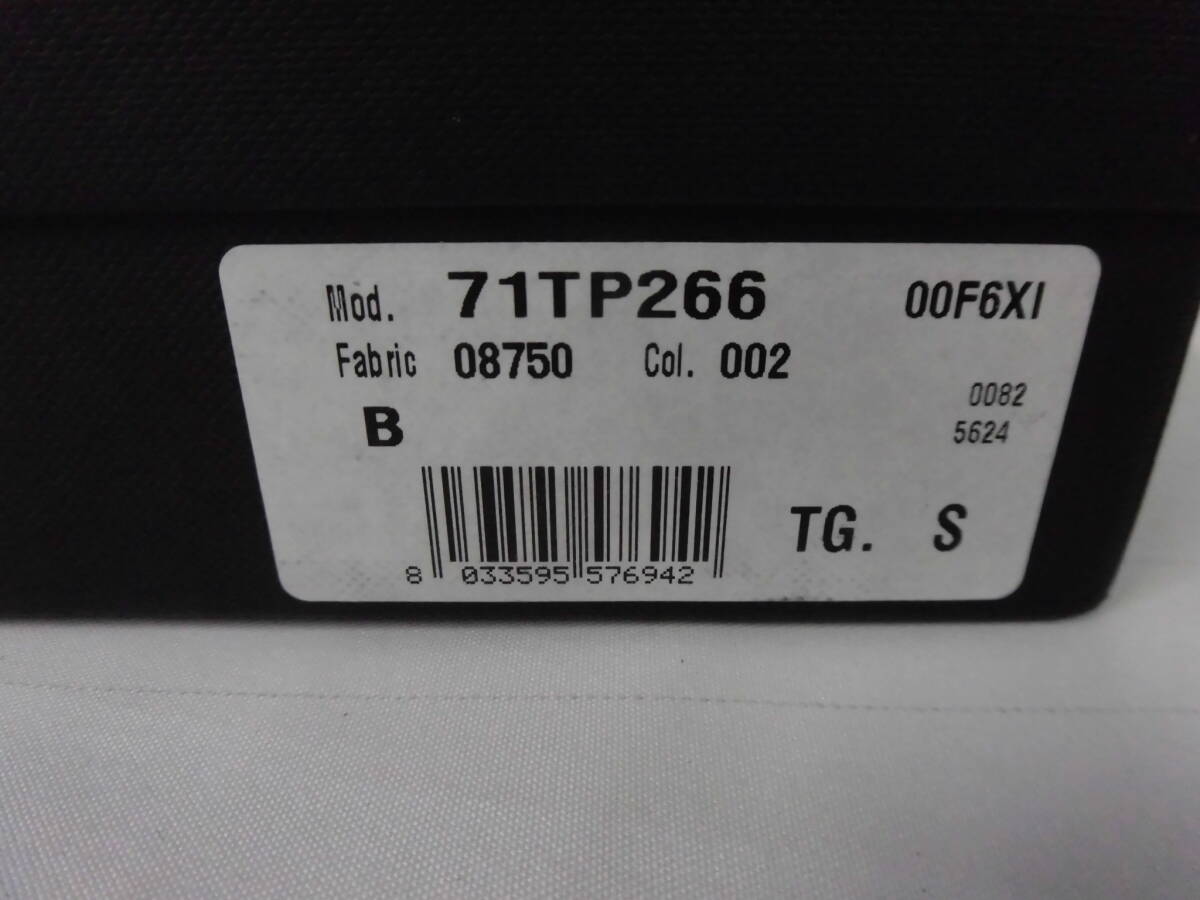 Mod. 71TP266 00F6XI
Fabric 08750 Col. 002
0082
B
5624
TG. S
8 033595 576942